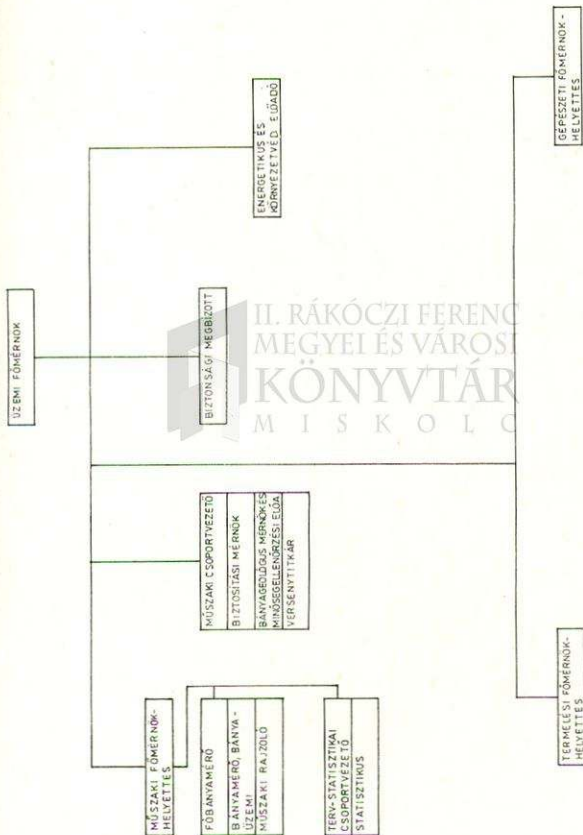 ÜZEMI FŐMÉRNÖK
MŰSZAKI FŐMÉRNÖK-
HELYETTES
FŐBÁNYAMÉRŐ
BÁNYAMÉRŐ, BÁNYA-
ÜZEMI
MŰSZAKI RAJZOLÓ
TERV-STATISZTIKAI
CSOPORTVEZETŐ
STATISZTIKUS
MŰSZAKI CSOPORTVEZETŐ
BIZTOSITÁSI MÉRNÖK
BÁNYAGEOLÓGUS MÉRNÖK ÉS
MINŐSÉGELLENŐRZÉSI ELŐA
VERSENYTITKÁR
BIZTONSÁGI MEGBIZOTT
ENERGETIKUS ÉS
KÖRNYEZETVÉD. ELŐADÓ
TERMELÉSI FŐMÉRNÖK-
HELYETTES
GÉPÉSZETI FŐMÉRNÖK-
HELYETTES
II. RÁKÓCZI FERENC
MEGYEI ÉS VÁROSI
KÖNYVTÁR
MISKOLC